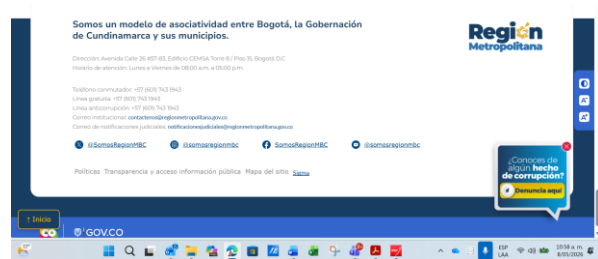 Somos un modelo de asociatividad entre Bogotá, la Gobernación
de Cundinamarca y sus municipios.
Región
Metropolitana
Dirección: Avenida Calle 26 #57-83, Edificio CEMSA Torre 8 / Piso 15, Bogotá D.C
Horario de atención: Lunes a Viernes de 08:00 a.m. a 05:00 p.m.
Teléfono conmutador: +57 (601) 743 1943
Línea gratuita: +57 (601) 743 1943
Línea anticorrupción: +57 (601) 743 1943
Correo institucional: contactenos@regionmetropolitana.gov.co
Correo de notificaciones judiciales: notificacionesjudiciales@regionmetropolitana.gov.co
@SomosRegionMBC
@somosregionmbc
SomosRegionMBC
@somosregionmbc
¿Conoces de
algún hecho
de corrupción?
Denuncia aquí
Políticas Transparencia y acceso información pública Mapa del sitio Sigma
↑ Inicio
CO
GOV.CO
ESP
LAA
10:58 a. m.
8/01/2026